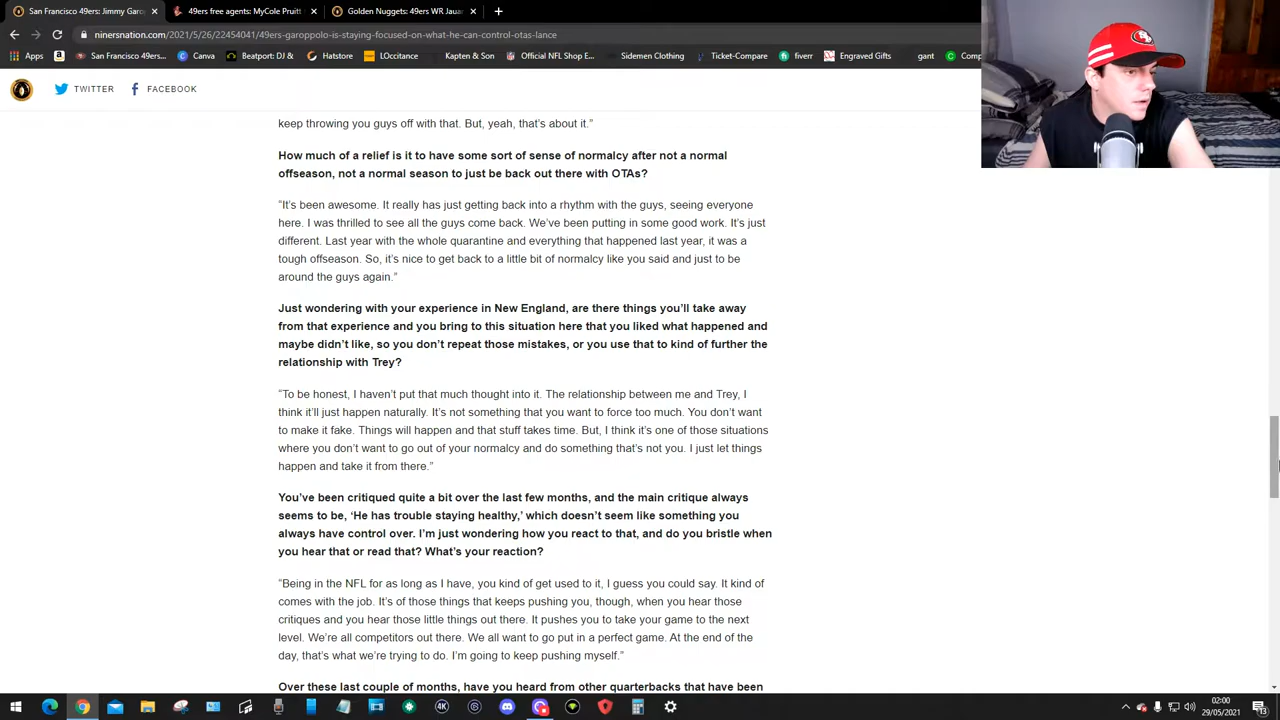 San Francisco 49ers: Jimmy Garo
49ers free agents: MyCole Pruitt
Golden Nuggets: 49ers WR Jauan
ninersnation.com/2021/5/26/22454041/49ers-garoppolo-is-staying-focused-on-what-he-can-control-otas-lance
Apps
San Francisco 49ers...
Canva
Beatport: DJ &
Hatstore
LOccitance
Kapten & Son
Official NFL Shop E...
Sidemen Clothing
Ticket-Compare
fiverr
Engraved Gifts
gant
Comp
TWITTER
FACEBOOK
keep throwing you guys off with that. But, yeah, that’s about it.”
How much of a relief is it to have some sort of sense of normalcy after not a normal
offseason, not a normal season to just be back out there with OTAs?
“It’s been awesome. It really has just getting back into a rhythm with the guys, seeing everyone
here. I was thrilled to see all the guys come back. We’ve been putting in some good work. It’s just
different. Last year with the whole quarantine and everything that happened last year, it was a
tough offseason. So, it’s nice to get back to a little bit of normalcy like you said and just to be
around the guys again.”
Just wondering with your experience in New England, are there things you’ll take away
from that experience and you bring to this situation here that you liked what happened and
maybe didn’t like, so you don’t repeat those mistakes, or you use that to kind of further the
relationship with Trey?
“To be honest, I haven’t put that much thought into it. The relationship between me and Trey, I
think it’ll just happen naturally. It’s not something that you want to force too much. You don’t want
to make it fake. Things will happen and that stuff takes time. But, I think it’s one of those situations
where you don’t want to go out of your normalcy and do something that’s not you. I just let things
happen and take it from there.”
You’ve been critiqued quite a bit over the last few months, and the main critique always
seems to be, ‘He has trouble staying healthy,’ which doesn’t seem like something you
always have control over. I’m just wondering how you react to that, and do you bristle when
you hear that or read that? What’s your reaction?
“Being in the NFL for as long as I have, you kind of get used to it, I guess you could say. It kind of
comes with the job. It’s of those things that keeps pushing you, though, when you hear those
critiques and you hear those little things out there. It pushes you to take your game to the next
level. We’re all competitors out there. We all want to go put in a perfect game. At the end of the
day, that’s what we’re trying to do. I’m going to keep pushing myself.”
Over these last couple of months, have you heard from other quarterbacks that have been
02:00
29/05/2021